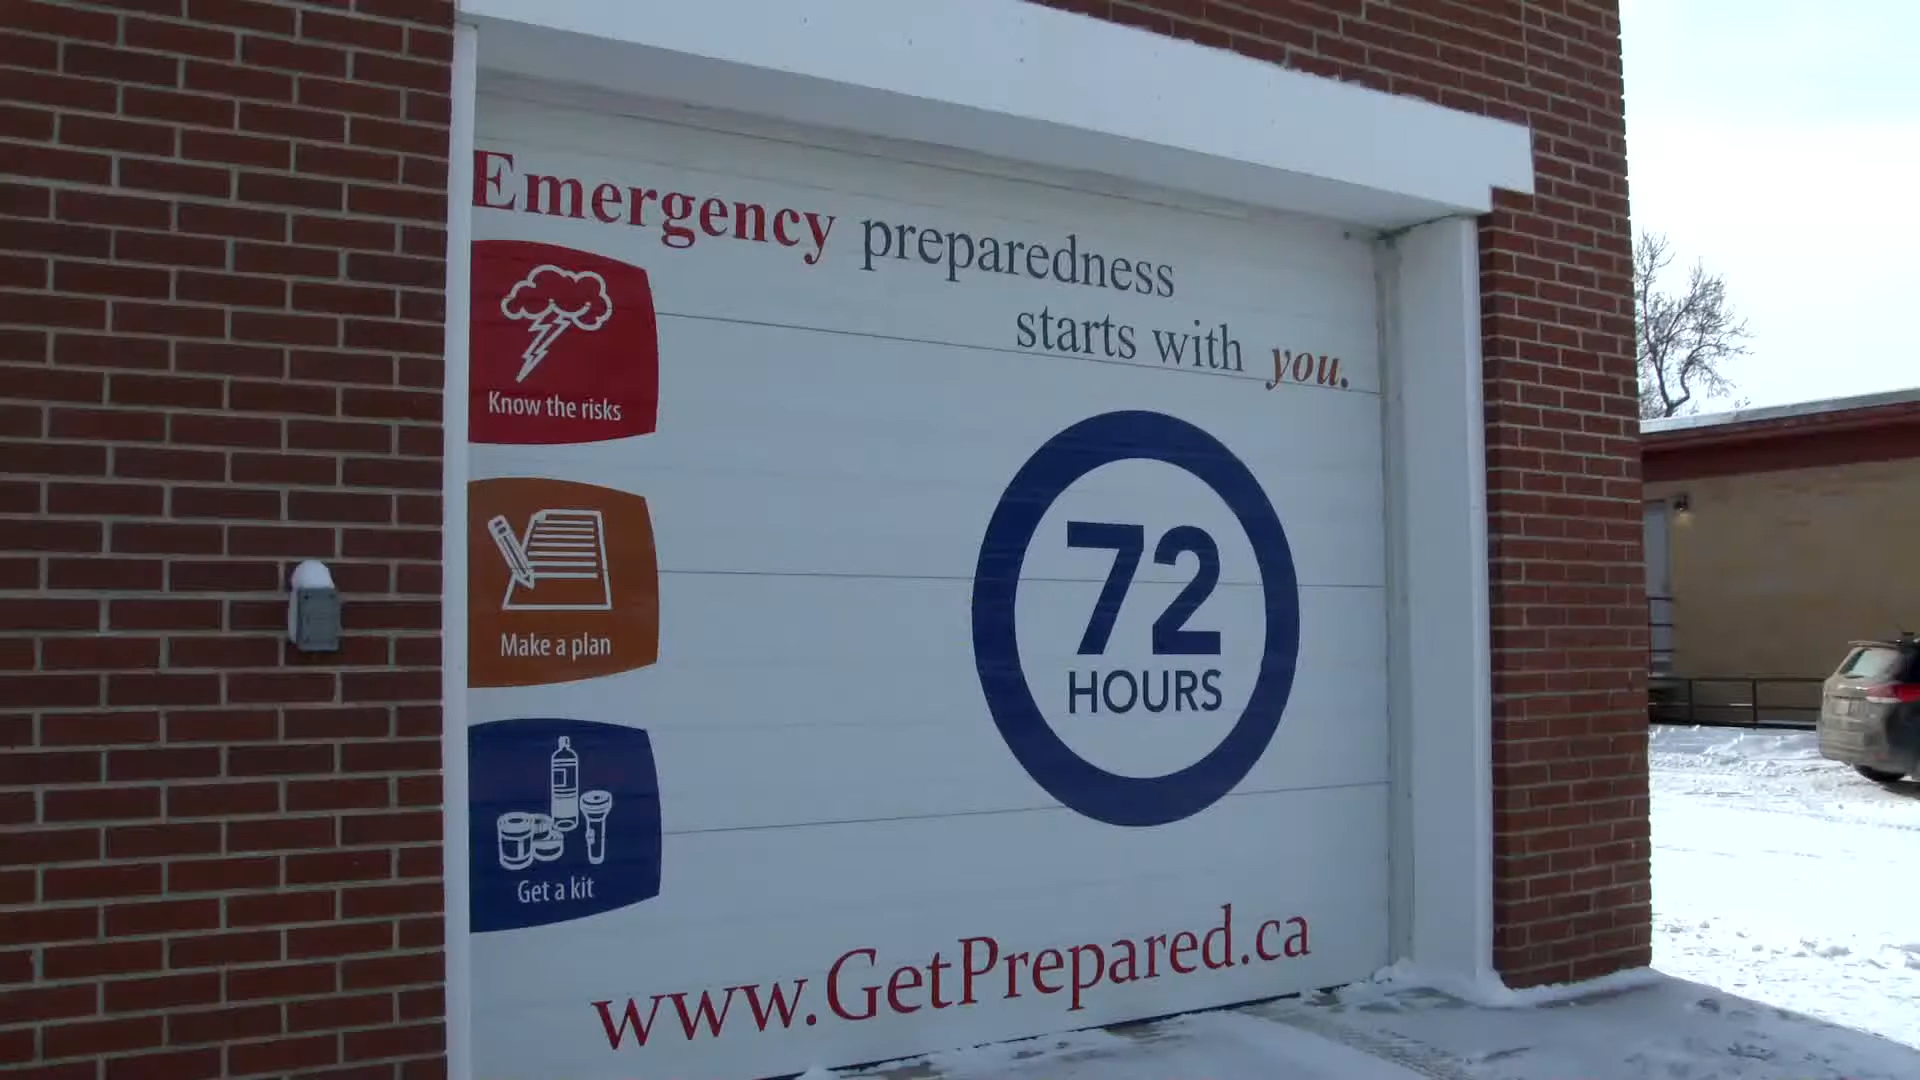 Emergency preparedness
starts with you.
Know the risks
Make a plan
Get a kit
72
HOURS
www.GetPrepared.ca